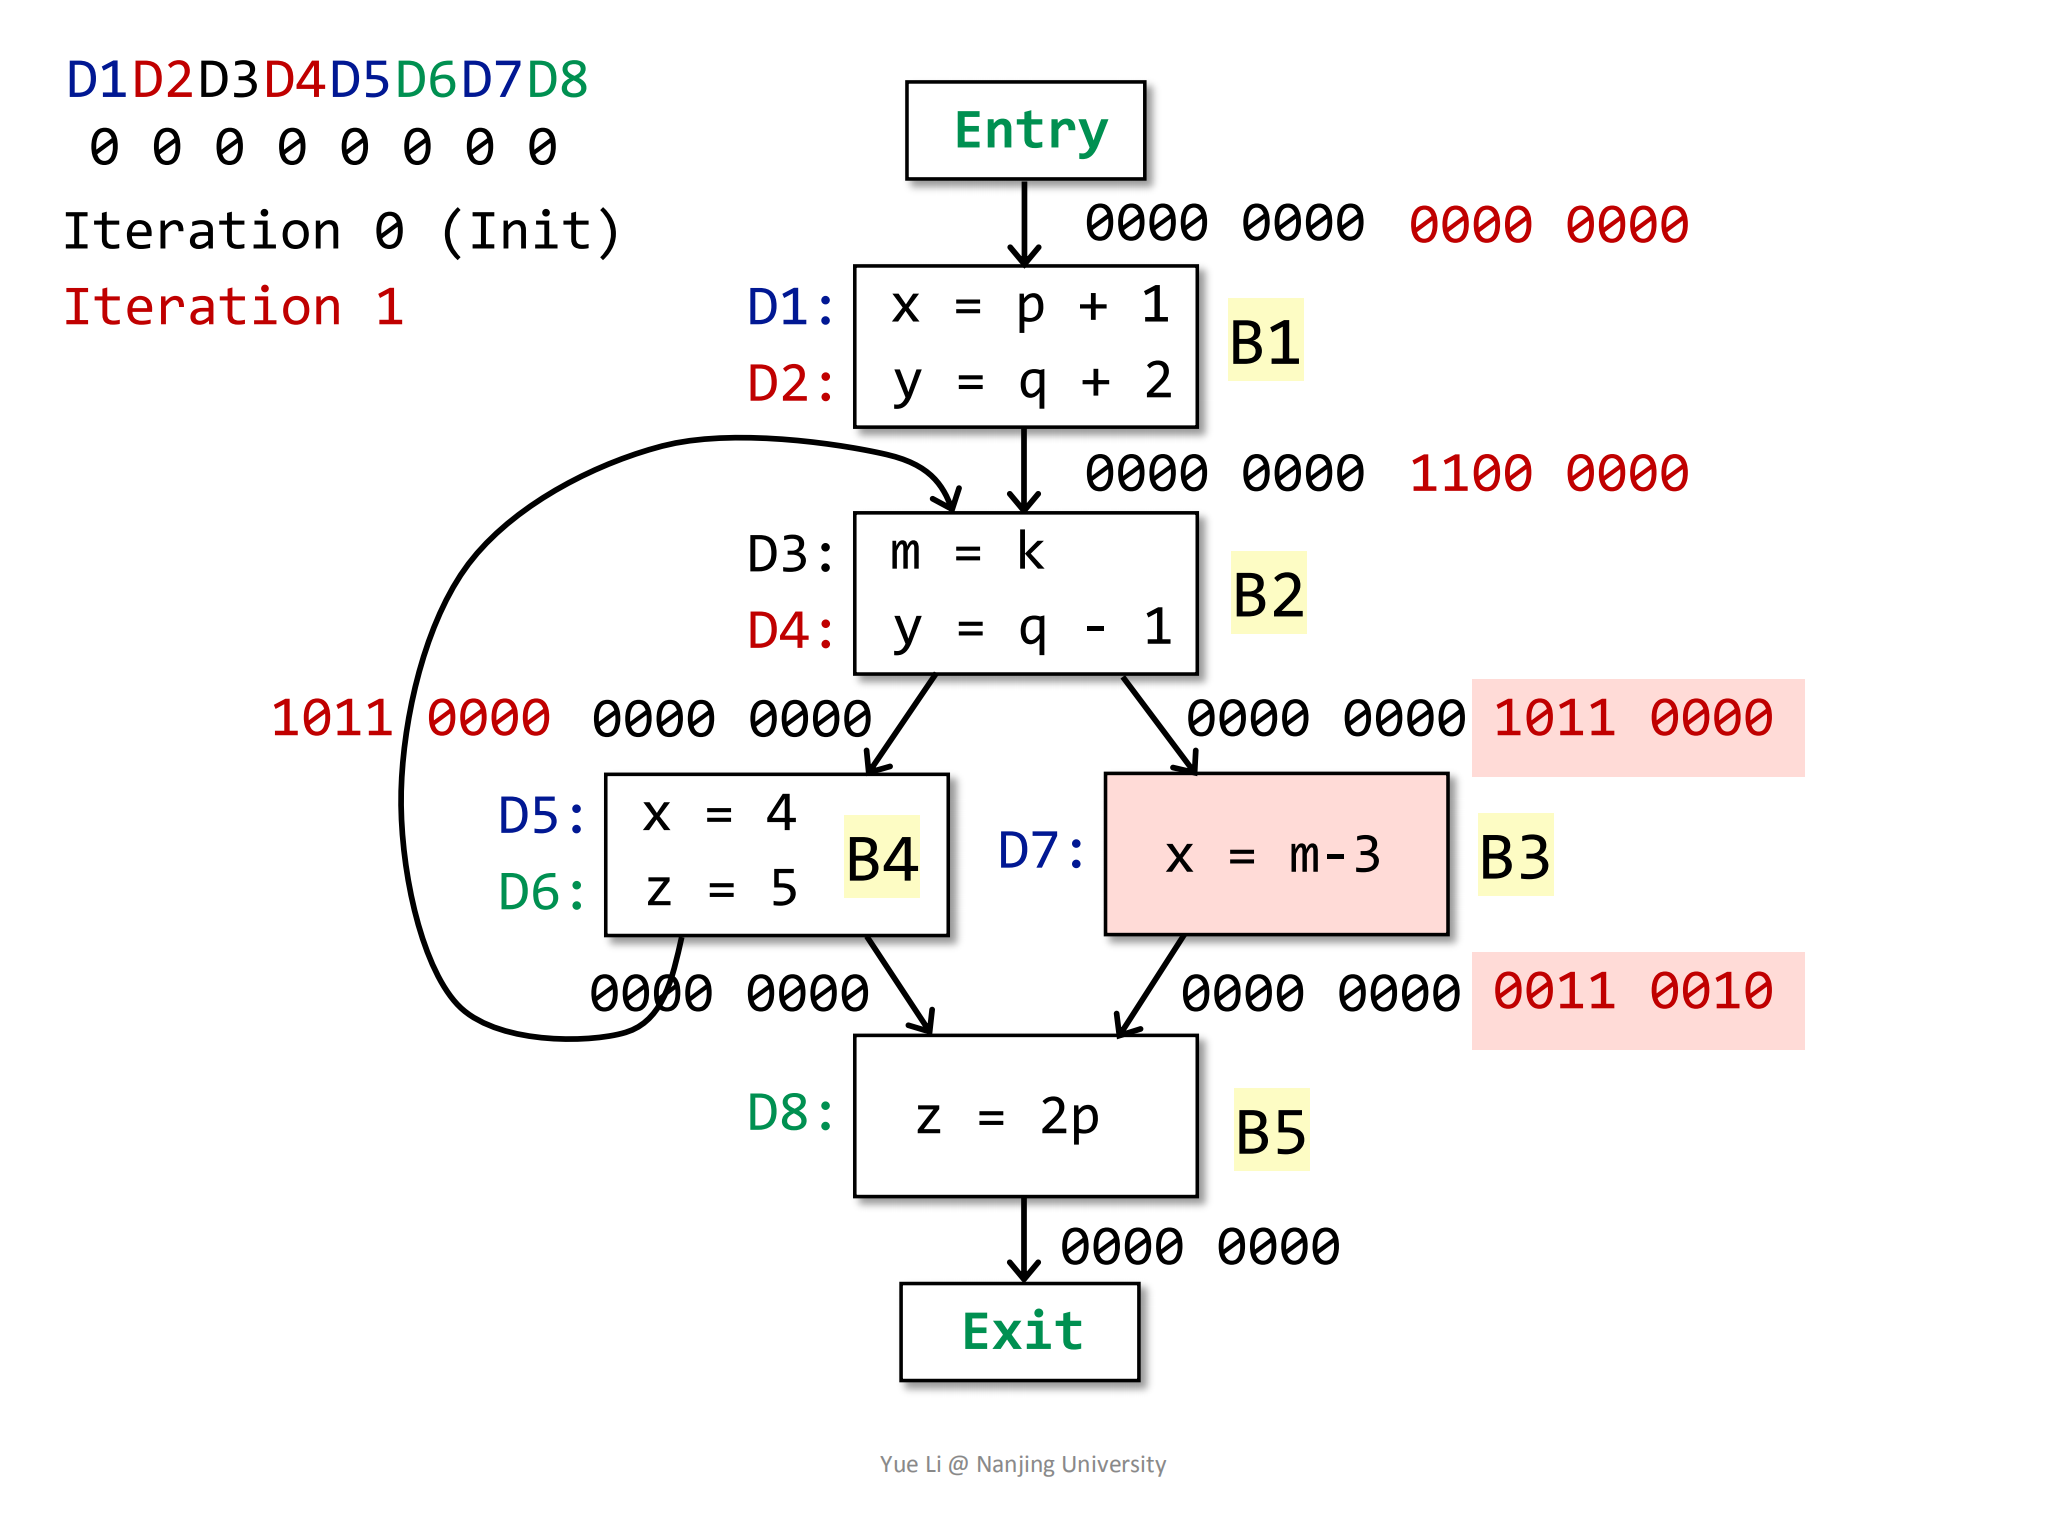 D1D2D3D4D5D6D7D8
0 0 0 0 0 0 0 0
Iteration 0 (Init)
Iteration 1
Entry
0000 0000 0000 0000
D1: x = p + 1
D2: y = q + 2
B1
0000 0000 1100 0000
D3: m = k
D4: y = q - 1
B2
1011 0000 0000 0000
0000 0000 1011 0000
D5: x = 4
D6: z = 5
B4
D7: x = m-3
B3
0000 0000
0000 0000 0011 0010
D8: z = 2p
B5
0000 0000
Exit
Yue Li @ Nanjing University